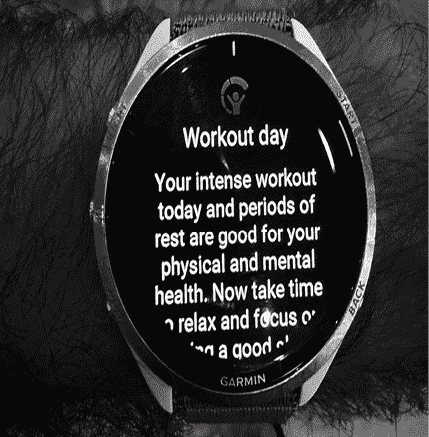 START
Workout day
Your intense workout
today and periods of
rest are good for your
physical and mental
health. Now take time
relax and focus
a good
BACK
GARMIN